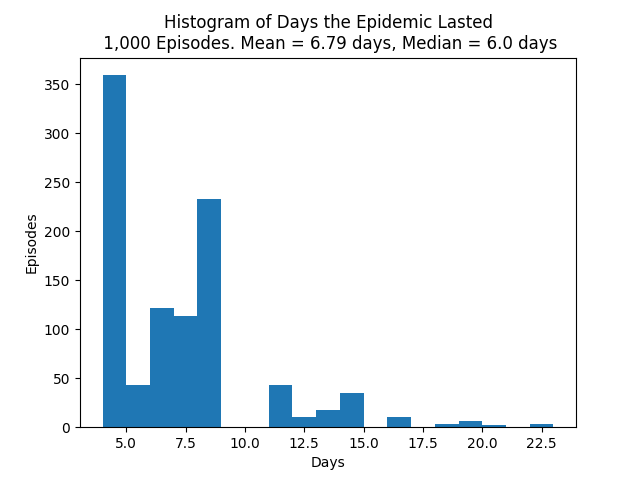 Histogram of Days the Epidemic Lasted
1,000 Episodes. Mean = 6.79 days, Median = 6.0 days
350
300
250
200
150
100
50
0
Episodes
5.0 7.5 10.0 12.5 15.0 17.5 20.0 22.5
Days